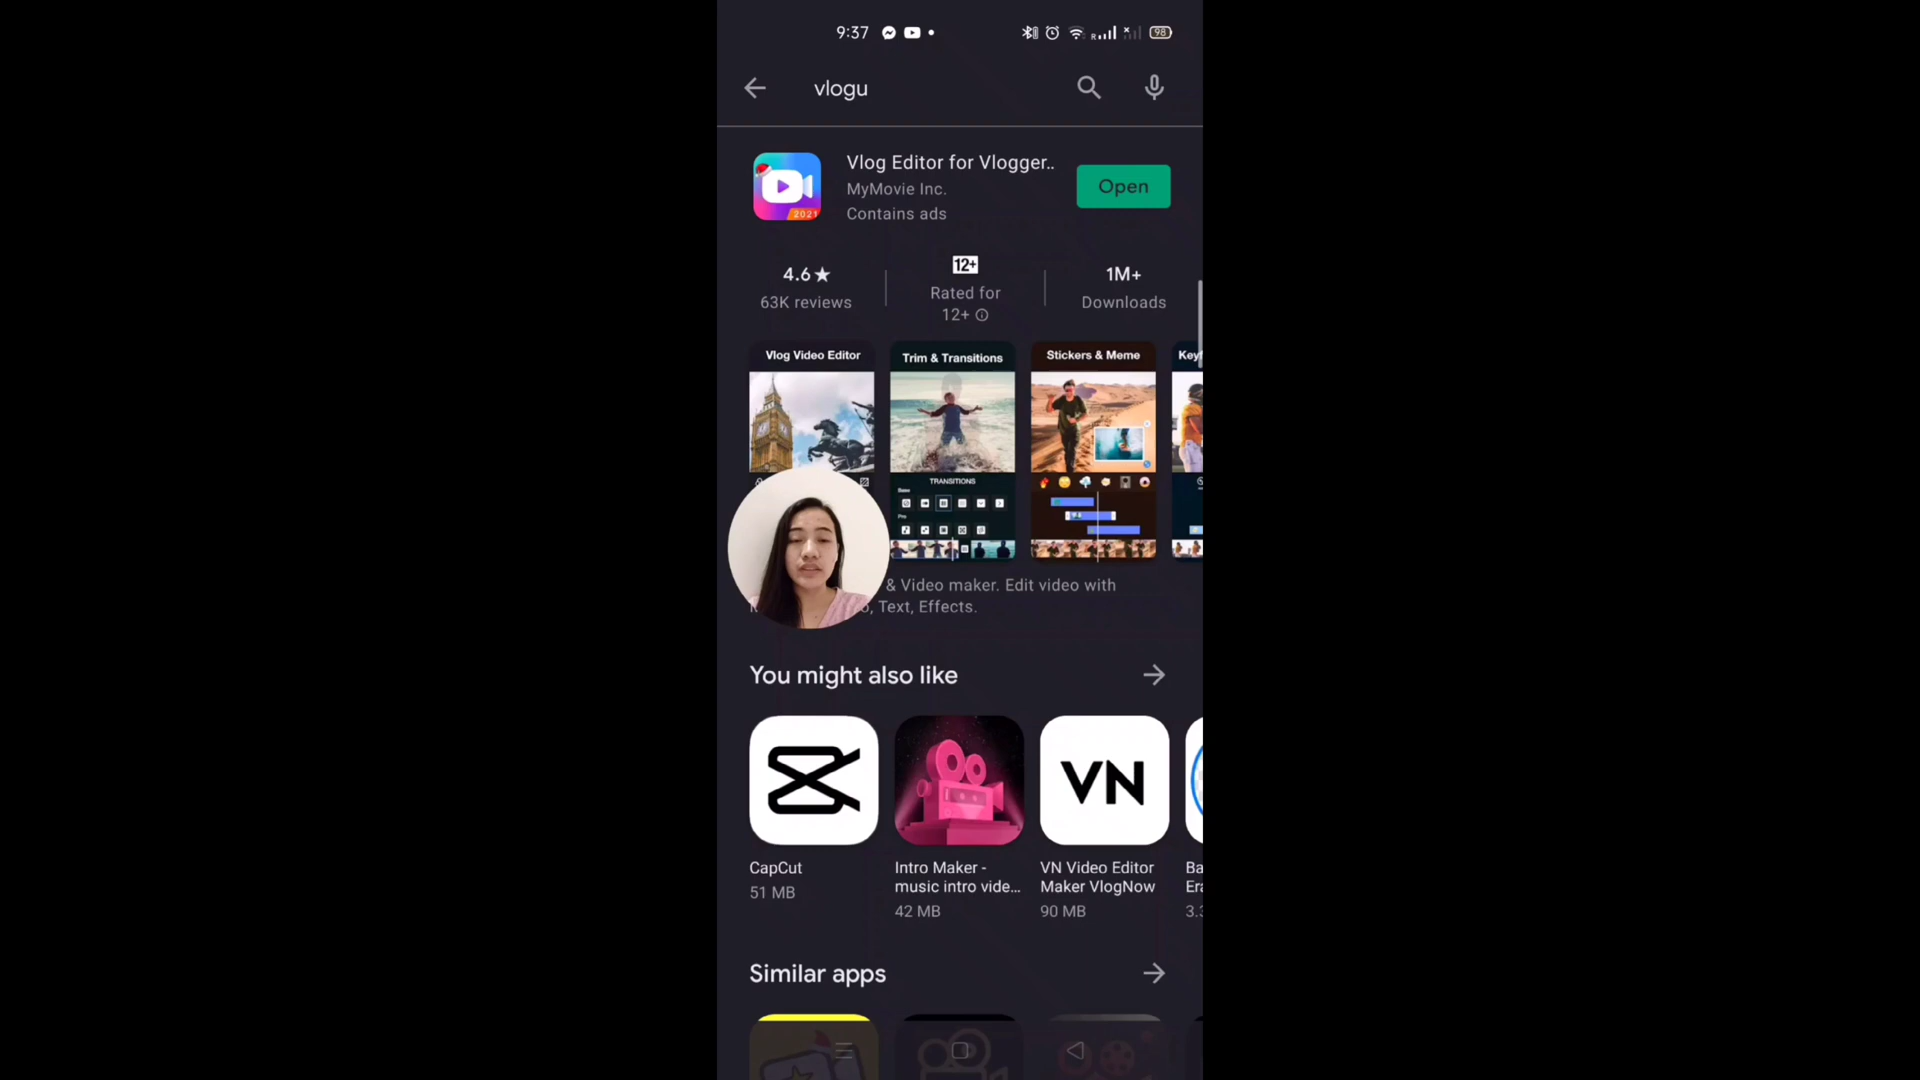 9:37
98
vlogu
Vlog Editor for Vlogger..
MyMovie Inc.
Contains ads
Open
2021
4.6★
63K reviews
12+
Rated for
12+
1M+
Downloads
Vlog Video Editor
Trim & Transitions
Stickers & Meme
TRANSITIONS
Base
Pro
& Video maker. Edit video with
, Text, Effects.
You might also like
VN
CapCut
51 MB
Intro Maker -
music intro vide...
42 MB
VN Video Editor
Maker VlogNow
90 MB
Similar apps